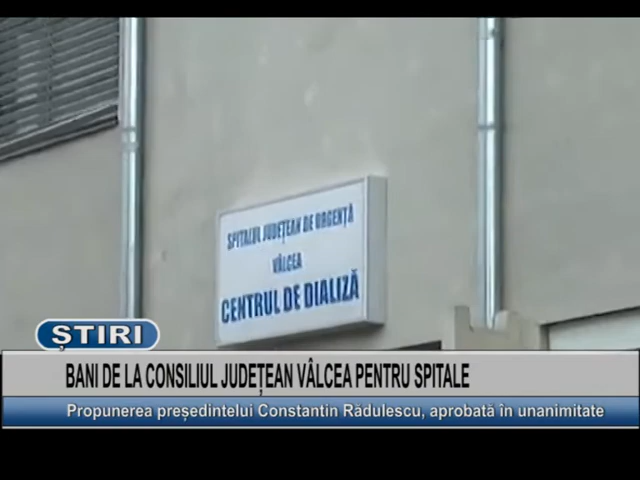 SPITALUL JUDEȚEAN DE URGENȚĂ
VÂLCEA
CENTRUL DE DIALIZĂ
ȘTIRI
BANI DE LA CONSILIUL JUDEȚEAN VÂLCEA PENTRU SPITALE
Propunerea președintelui Constantin Rădulescu, aprobată în unanimitate